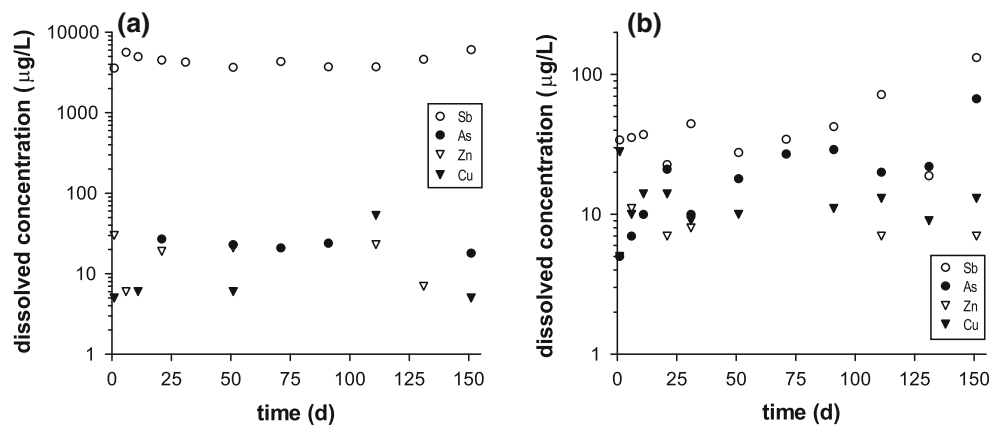 (a)
dissolved concentration (μg/L)
10000
1000
100
10
1
Sb
As
Zn
Cu
0 25 50 75 100 125 150
time (d)
(b)
dissolved concentration (μg/L)
100
10
1
Sb
As
Zn
Cu
0 25 50 75 100 125 150
time (d)